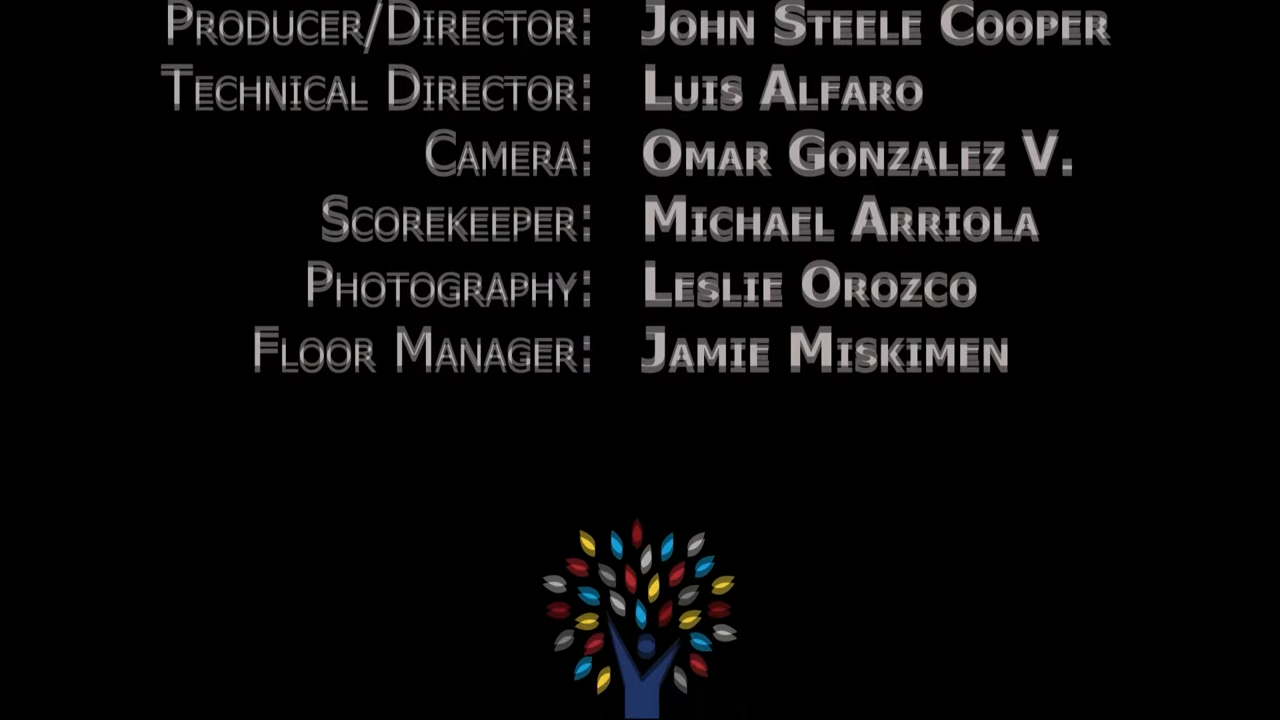 Producer/Director: John Steele Cooper
Technical Director: Luis Alfaro
Camera: Omar Gonzalez V.
Scorekeeper: Michael Arriola
Photography: Leslie Orozco
Floor Manager: Jamie Miskimen